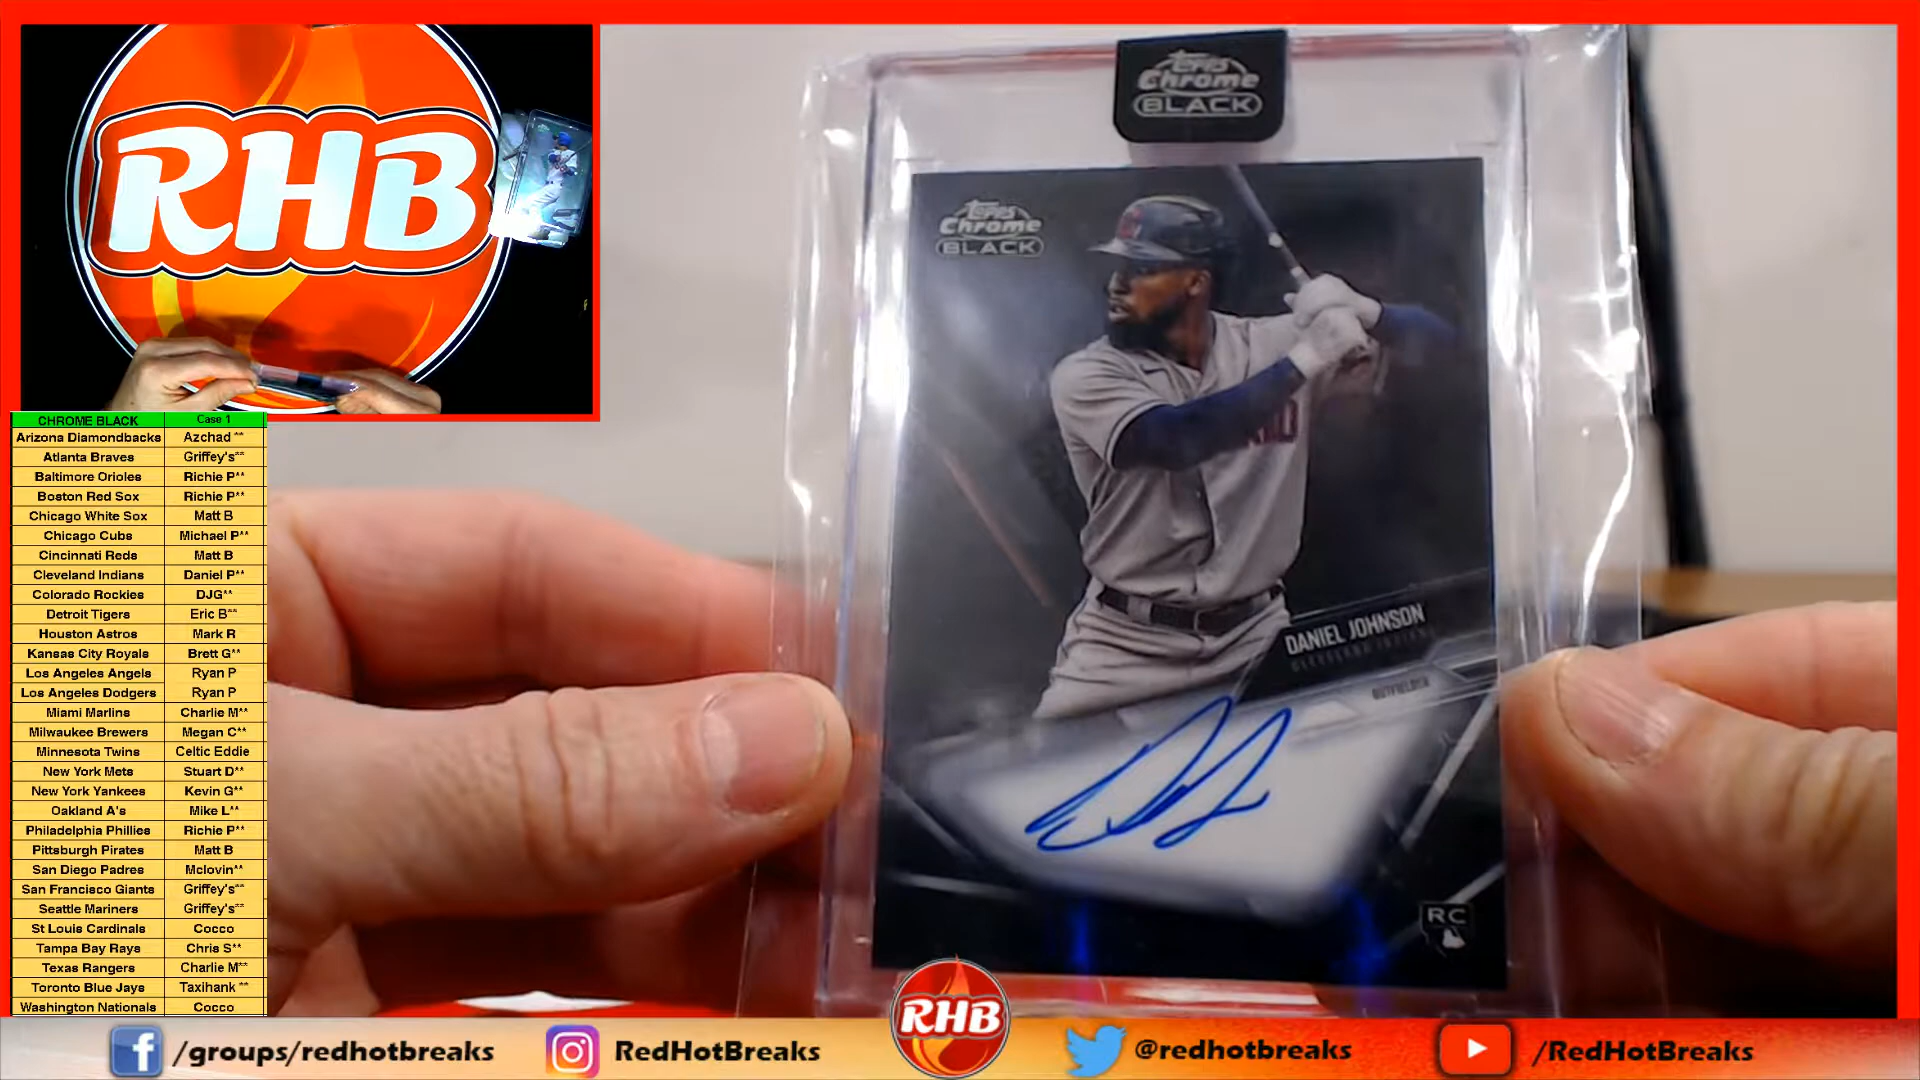 RHB
CHROME BLACK Case 1
Arizona Diamondbacks Azchad **
Atlanta Braves Griffey's**
Baltimore Orioles Richie P**
Boston Red Sox Richie P**
Chicago White Sox Matt B
Chicago Cubs Michael P**
Cincinnati Reds Matt B
Cleveland Indians Daniel P**
Colorado Rockies DJG**
Detroit Tigers Eric B**
Houston Astros Mark R
Kansas City Royals Brett G**
Los Angeles Angels Ryan P
Los Angeles Dodgers Ryan P
Miami Marlins Charlie M**
Milwaukee Brewers Megan C**
Minnesota Twins Celtic Eddie
New York Mets Stuart D**
New York Yankees Kevin G**
Oakland A's Mike L**
Philadelphia Phillies Richie P**
Pittsburgh Pirates Matt B
San Diego Padres Mclovin**
San Francisco Giants Griffey's**
Seattle Mariners Griffey's**
St Louis Cardinals Cocco
Tampa Bay Rays Chris S**
Texas Rangers Charlie M**
Toronto Blue Jays Taxihank **
Washington Nationals Cocco
Topps
Chrome
BLACK
Topps
Chrome
BLACK
DANIEL JOHNSON
CLEVELAND INDIANS
OUTFIELDER
RC
RHB
/groups/redhotbreaks
RedHotBreaks
@redhotbreaks
/RedHotBreaks